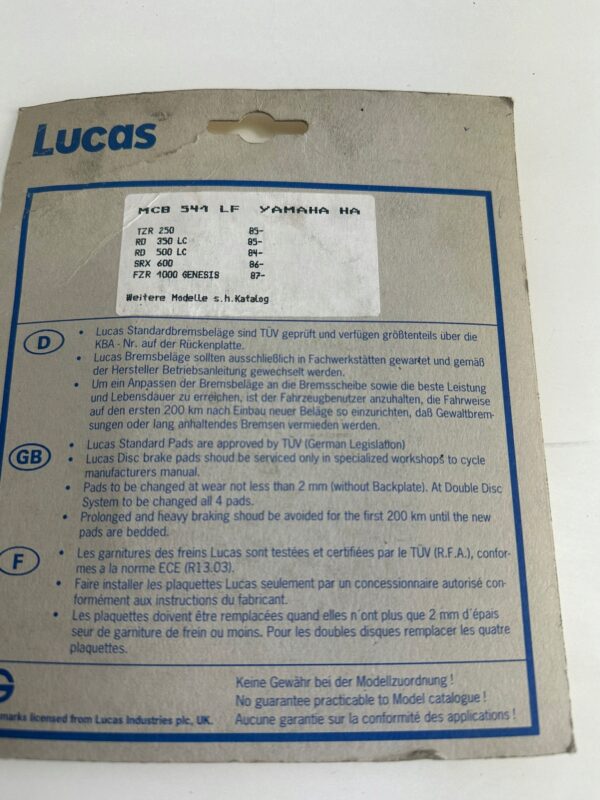 Lucas
MCB 541 LF YAMAHA HA
TZR 250 85-
RD 350 LC 85-
RD 500 LC 84-
SRX 600 86-
FZR 1000 GENESIS 87-
Weitere Modelle s.h.Katalog
D
• Lucas Standardbremsbeläge sind TÜV geprüft und verfügen größtenteils über die
KBA - Nr. auf der Rückenplatte.
• Lucas Bremsbeläge sollten ausschließlich in Fachwerkstätten gewartet und gemäß
der Hersteller Betriebsanleitung gewechselt werden.
• Um ein Anpassen der Bremsbeläge an die Bremsscheibe sowie die beste Leistung
und Lebensdauer zu erreichen, ist der Fahrzeugbenutzer anzuhalten, die Fahrweise
auf den ersten 200 km nach Einbau neuer Beläge so einzurichten, daß Gewaltbrem-
sungen oder lang anhaltendes Bremsen vermieden werden.
GB
• Lucas Standard Pads are approved by TÜV (German Legislation)
• Lucas Disc brake pads shoud be serviced only in specialized workshops to cycle
manufacturers manual.
• Pads to be changed at wear not less than 2 mm (without Backplate). At Double Disc
System to be changed all 4 pads.
• Prolonged and heavy braking shoud be avoided for the first 200 km until the new
pads are bedded.
F
• Les garnitures des freins Lucas sont testées et certifiées par le TÜV (R.F.A.), confor-
mes a la norme ECE (R13.03).
• Faire installer les plaquettes Lucas seulement par un concessionnaire autorisé con-
formément aux instructions du fabricant.
• Les plaquettes doivent être remplacées quand elles n´ont plus que 2 mm d´épais
seur de garniture de frein ou moins. Pour les doubles disques remplacer les quatre
plaquettes.
Keine Gewähr bei der Modellzuordnung !
No guarantee practicable to Model catalogue !
marks licensed from Lucas Industries plc, UK. Aucune garantie sur la conformité des applications !